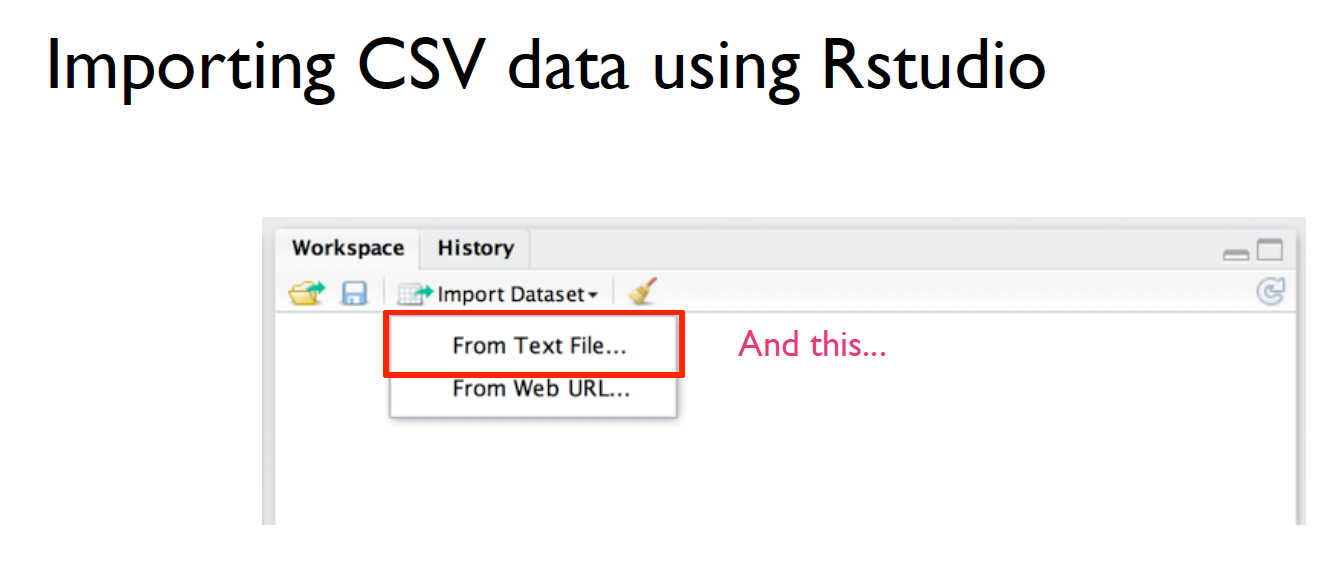 Importing CSV data using Rstudio
Workspace History
Import Dataset
From Text File...
And this...
From Web URL...